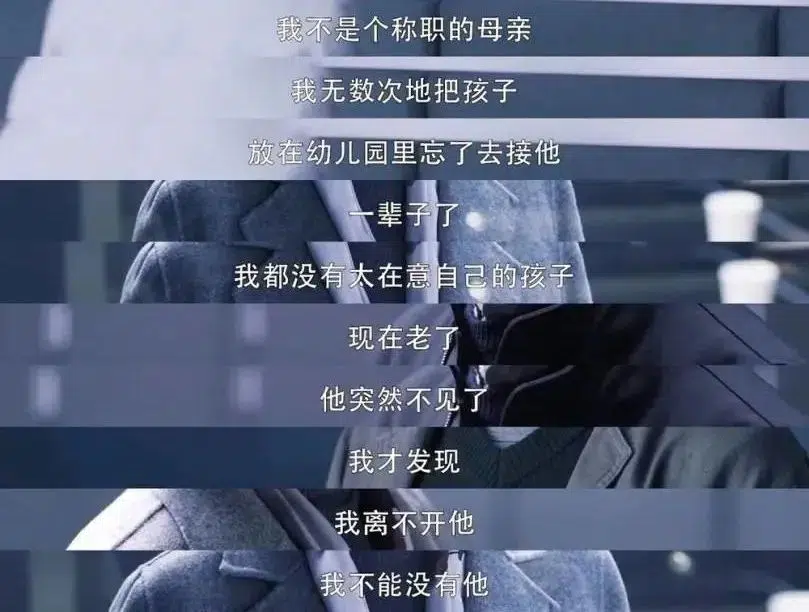 我不是个称职的母亲
我无数次地把孩子
放在幼儿园里忘了去接他
一辈子了
我都没有太在意自己的孩子
现在老了
他突然不见了
我才发现
我离不开他
我不能没有他